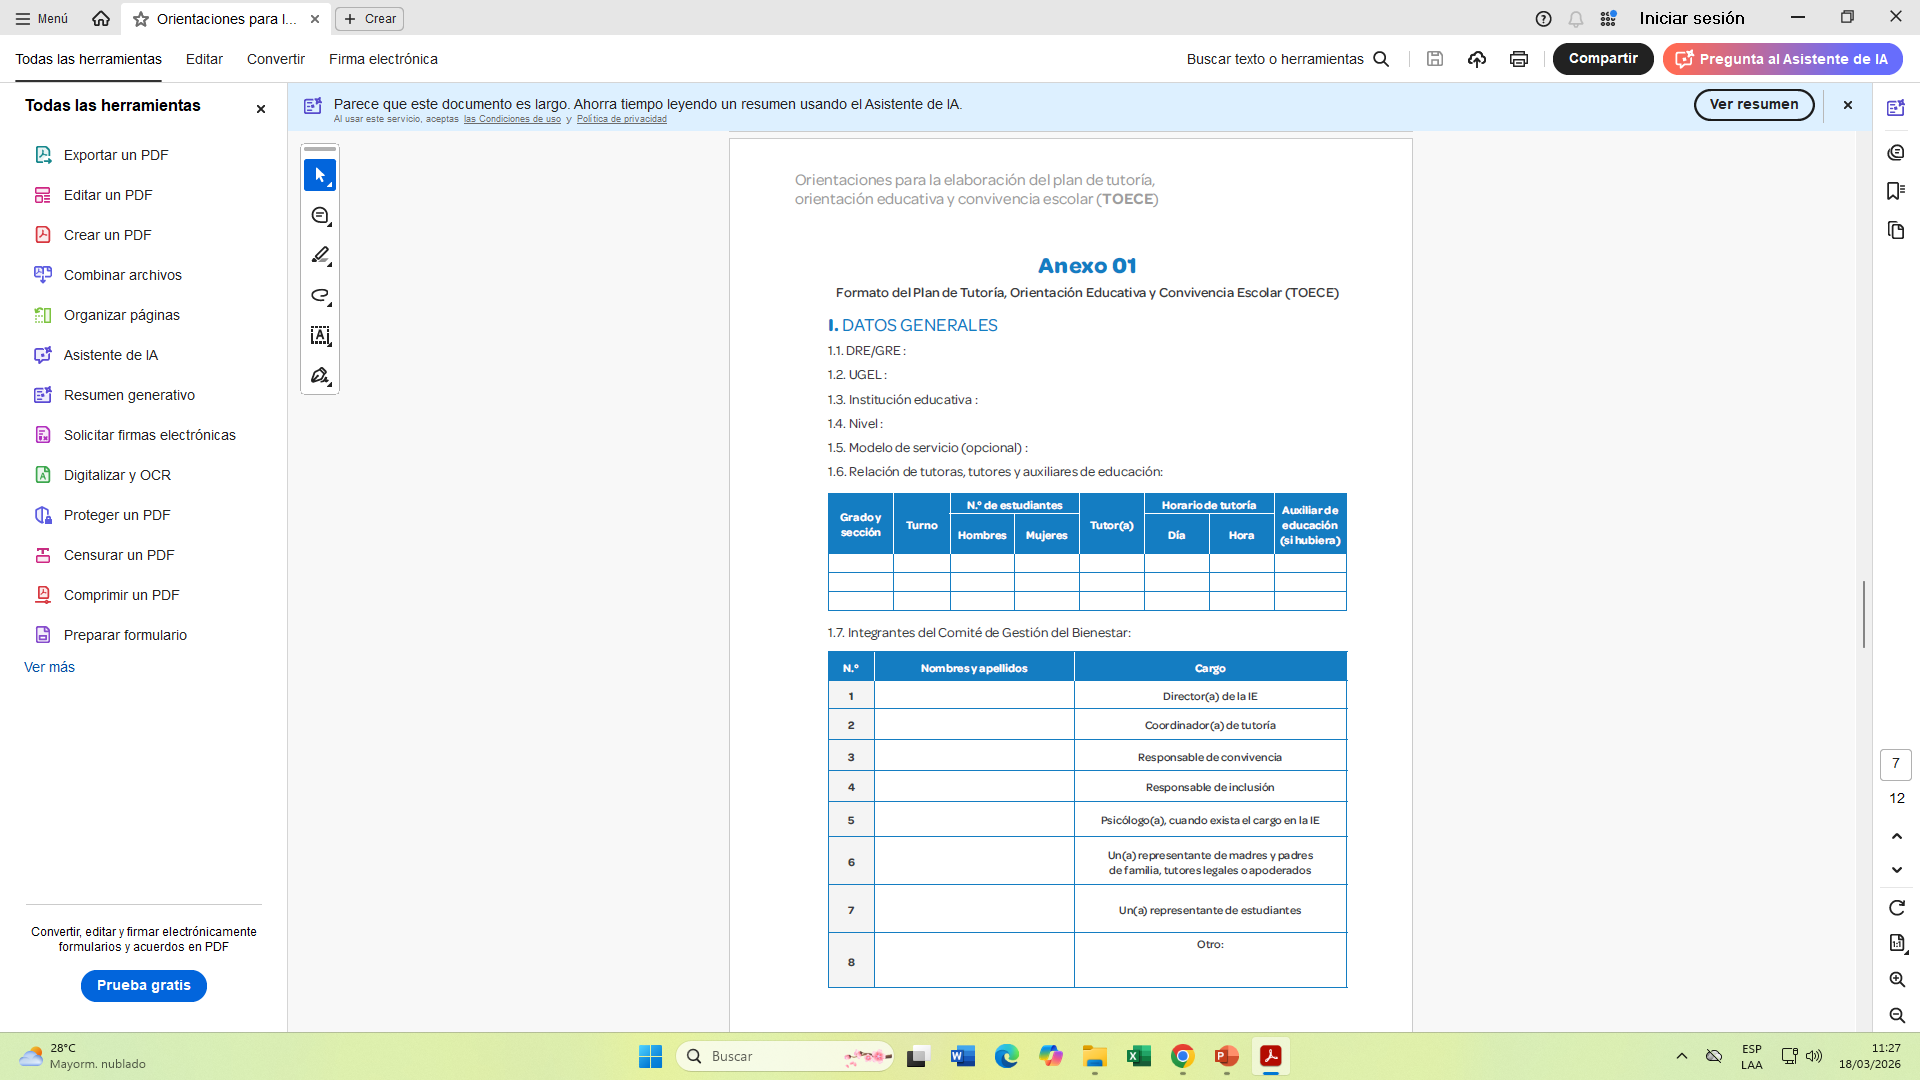 Menú
Orientaciones para l...
Crear
Iniciar sesión
Todas las herramientas
Editar
Convertir
Firma electrónica
Buscar texto o herramientas
Compartir
Pregunta al Asistente de IA
Todas las herramientas
Exportar un PDF
Editar un PDF
Crear un PDF
Combinar archivos
Organizar páginas
Asistente de IA
Resumen generativo
Solicitar firmas electrónicas
Digitalizar y OCR
Proteger un PDF
Censurar un PDF
Comprimir un PDF
Preparar formulario
Ver más
Convertir, editar y firmar electrónicamente
formularios y acuerdos en PDF
Prueba gratis
Parece que este documento es largo. Ahorra tiempo leyendo un resumen usando el Asistente de IA.
Al usar este servicio, aceptas las Condiciones de uso y Política de privacidad
Ver resumen
Orientaciones para la elaboración del plan de tutoría,
orientación educativa y convivencia escolar (TOECE)
Anexo 01
Formato del Plan de Tutoría, Orientación Educativa y Convivencia Escolar (TOECE)
I. DATOS GENERALES
1.1. DRE/GRE :
1.2. UGEL :
1.3. Institución educativa :
1.4. Nivel :
1.5. Modelo de servicio (opcional) :
1.6. Relación de tutoras, tutores y auxiliares de educación:
Grado y sección Turno N.° de estudiantes Hombres Mujeres Tutor(a) Horario de tutoría Día Hora Auxiliar de educación (si hubiera)
1.7. Integrantes del Comité de Gestión del Bienestar:
N.° Nombres y apellidos Cargo
1 Director(a) de la IE
2 Coordinador(a) de tutoría
3 Responsable de convivencia
4 Responsable de inclusión
5 Psicólogo(a), cuando exista el cargo en la IE
6 Un(a) representante de madres y padres
de familia, tutores legales o apoderados
7 Un(a) representante de estudiantes
8 Otro:
7
12
28°C
Mayorm. nublado
Buscar
ESP
LAA
11:27
18/03/2026